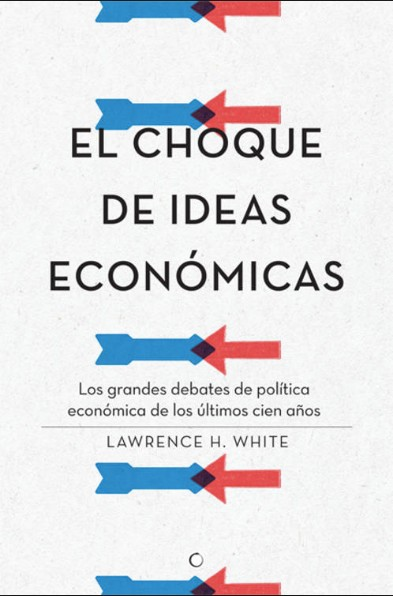 EL CHOQUE
DE IDEAS
ECONÓMICAS
Los grandes debates de política
económica de los últimos cien años
LAWRENCE H. WHITE